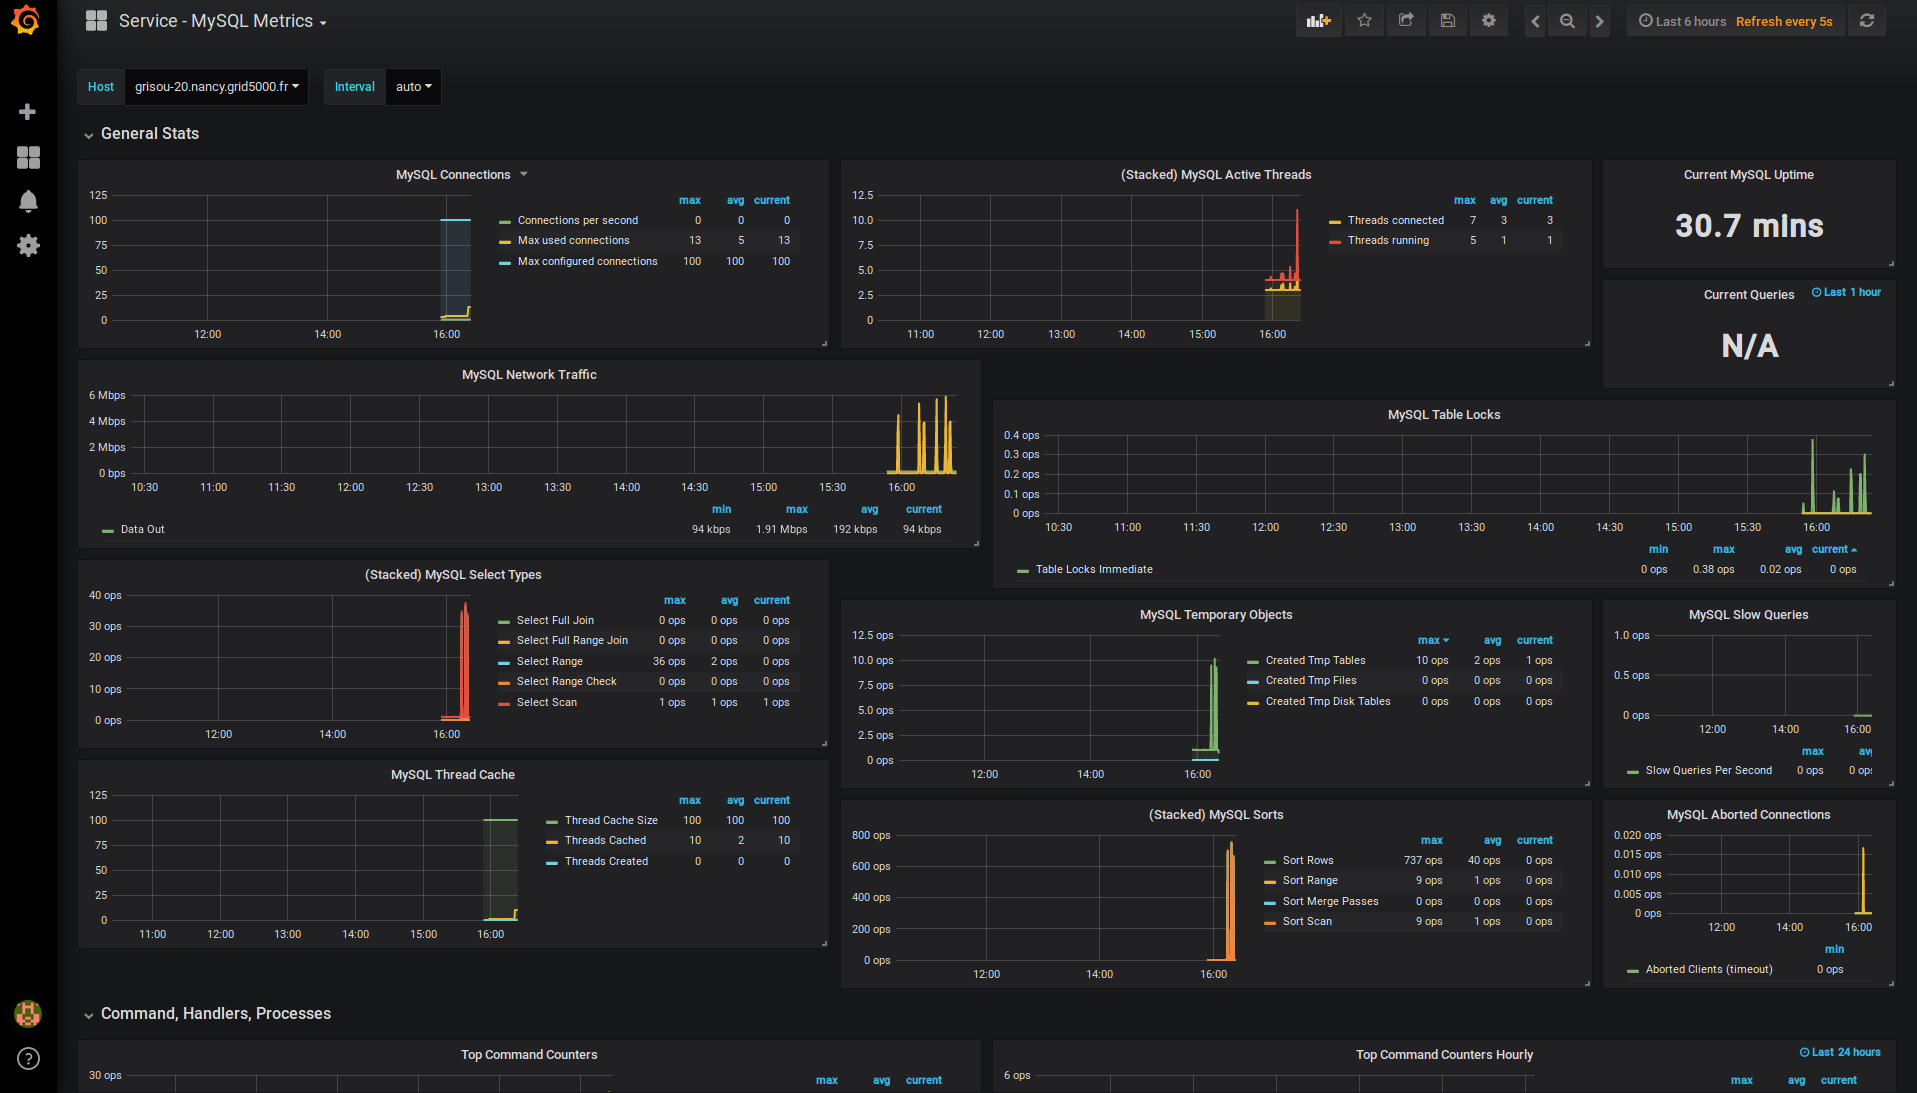 Service - MySQL Metrics
Last 6 hours Refresh every 5s
Host grisou-20.nancy.grid5000.fr Interval auto
General Stats
MySQL Connections
125
100
75
50
25
0
12:00 14:00 16:00
max avg current
Connections per second 0 0 0
Max used connections 13 5 13
Max configured connections 100 100 100
(Stacked) MySQL Active Threads
12.5
10.0
7.5
5.0
2.5
0
11:00 12:00 13:00 14:00 15:00 16:00
max avg current
Threads connected 7 3 3
Threads running 5 1 1
Current MySQL Uptime
30.7 mins
Current Queries Last 1 hour
N/A
MySQL Network Traffic
6 Mbps
4 Mbps
2 Mbps
0 bps
10:30 11:00 11:30 12:00 12:30 13:00 13:30 14:00 14:30 15:00 15:30 16:00
min max avg current
Data Out 94 kbps 1.91 Mbps 192 kbps 94 kbps
MySQL Table Locks
0.4 ops
0.3 ops
0.2 ops
0.1 ops
0 ops
10:30 11:00 11:30 12:00 12:30 13:00 13:30 14:00 14:30 15:00 15:30 16:00
min max avg current
Table Locks Immediate 0 ops 0.38 ops 0.02 ops 0 ops
(Stacked) MySQL Select Types
40 ops
30 ops
20 ops
10 ops
0 ops
12:00 14:00 16:00
max avg current
Select Full Join 0 ops 0 ops 0 ops
Select Full Range Join 0 ops 0 ops 0 ops
Select Range 36 ops 2 ops 0 ops
Select Range Check 0 ops 0 ops 0 ops
Select Scan 1 ops 1 ops 1 ops
MySQL Temporary Objects
12.5 ops
10.0 ops
7.5 ops
5.0 ops
2.5 ops
0 ops
12:00 14:00 16:00
max avg current
Created Tmp Tables 10 ops 2 ops 1 ops
Created Tmp Files 0 ops 0 ops 0 ops
Created Tmp Disk Tables 0 ops 0 ops 0 ops
MySQL Slow Queries
1.0 ops
0.5 ops
0 ops
12:00 14:00 16:00
max avg
Slow Queries Per Second 0 ops 0 ops
MySQL Thread Cache
125
100
75
50
25
0
11:00 12:00 13:00 14:00 15:00 16:00
max avg current
Thread Cache Size 100 100 100
Threads Cached 10 2 10
Threads Created 0 0 0
(Stacked) MySQL Sorts
800 ops
600 ops
400 ops
200 ops
0 ops
12:00 14:00 16:00
max avg current
Sort Rows 737 ops 40 ops 0 ops
Sort Range 9 ops 1 ops 0 ops
Sort Merge Passes 0 ops 0 ops 0 ops
Sort Scan 9 ops 1 ops 0 ops
MySQL Aborted Connections
0.020 ops
0.015 ops
0.010 ops
0.005 ops
0 ops
12:00 14:00 16:00
min
Aborted Clients (timeout) 0 ops
Command, Handlers, Processes
Top Command Counters
30 ops
max avg current
Top Command Counters Hourly Last 24 hours
6 ops
max avg current